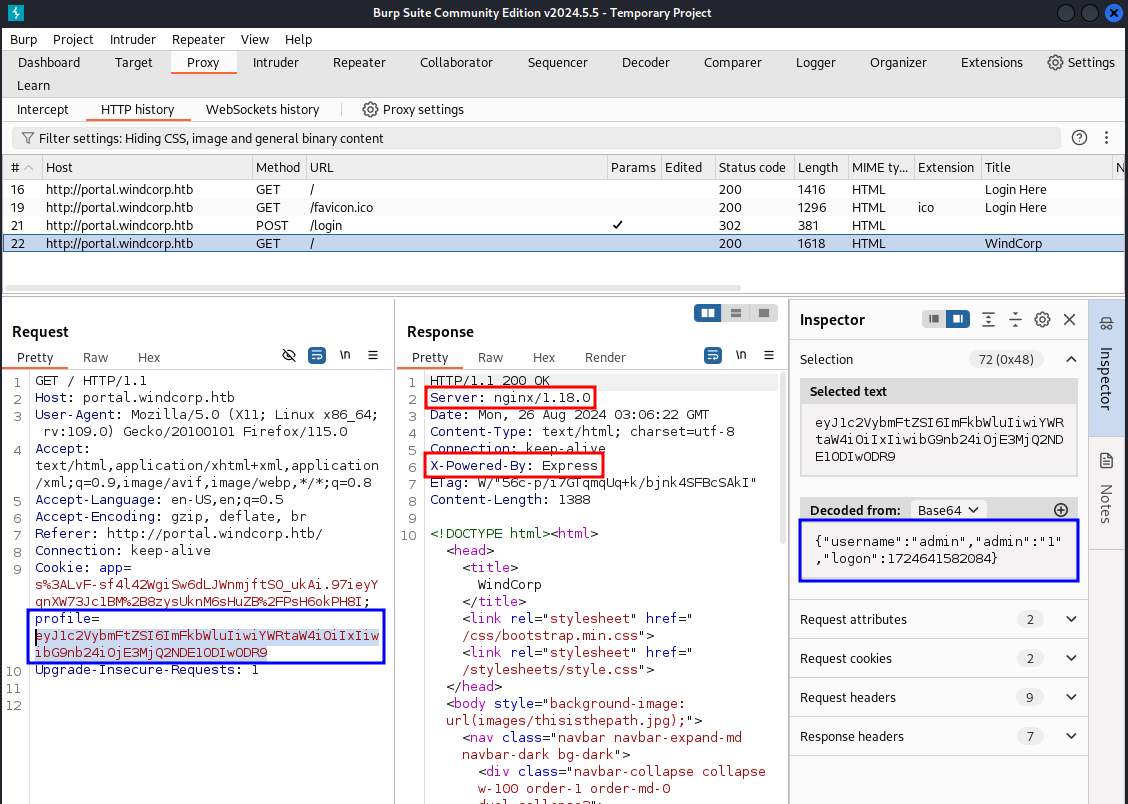 Burp Suite Community Edition v2024.5.5 - Temporary Project
Burp Project Intruder Repeater View Help
Dashboard Target Proxy Intruder Repeater Collaborator Sequencer Decoder Comparer Logger Organizer Extensions Settings
Learn
Intercept HTTP history WebSockets history Proxy settings
Filter settings: Hiding CSS, image and general binary content
# Host Method URL Params Edited Status code Length MIME ty... Extension Title N
16 http://portal.windcorp.htb GET / 200 1416 HTML Login Here
19 http://portal.windcorp.htb GET /favicon.ico 200 1296 HTML ico Login Here
21 http://portal.windcorp.htb POST /login ✓ 302 381 HTML
22 http://portal.windcorp.htb GET / 200 1618 HTML WindCorp
Request
Pretty Raw Hex
\n
1 GET / HTTP/1.1
2 Host: portal.windcorp.htb
3 User-Agent: Mozilla/5.0 (X11; Linux x86_64;
rv:109.0) Gecko/20100101 Firefox/115.0
4 Accept:
text/html,application/xhtml+xml,application
/xml;q=0.9,image/avif,image/webp,*/*;q=0.8
5 Accept-Language: en-US,en;q=0.5
6 Accept-Encoding: gzip, deflate, br
7 Referer: http://portal.windcorp.htb/
8 Connection: keep-alive
9 Cookie: app=
profile=
eyJ1c2VybmFtZSI6ImFkbWluIiwiYWRtaW4iOiIxIiw
ibG9nb24iOjE3MjQ2NDE1ODIwODR9
10 Upgrade-Insecure-Requests: 1
11
12
Response
Pretty Raw Hex Render
\n
1 HTTP/1.1 200 OK
2 Server: nginx/1.18.0
3 Date: Mon, 26 Aug 2024 03:06:22 GMT
4 Content-Type: text/html; charset=utf-8
5 Connection: keep-alive
6 X-Powered-By: Express
7 ETag:
8 Content-Length: 1388
9
10 <!DOCTYPE html><html>
<head>
<title>
WindCorp
</title>
<link rel="stylesheet" href="
/css/bootstrap.min.css">
<link rel="stylesheet" href="
/stylesheets/style.css">
</head>
<body style="background-image:
url(images/thisisthepath.jpg);">
<nav class="navbar navbar-expand-md
navbar-dark bg-dark">
<div class="navbar-collapse collapse
w-100 order-1 order-md-0
Inspector
Selection 72 (0x48)
Selected text
eyJ1c2VybmFtZSI6ImFkbWluIiwiYWR
taW4iOiIxIiwibG9nb24iOjE3MjQ2ND
E1ODIwODR9
Decoded from: Base64
{"username":"admin","admin":"1"
,"logon":1724641582084}
Request attributes 2
Request cookies 2
Request headers 9
Response headers 7
Inspector
Notes